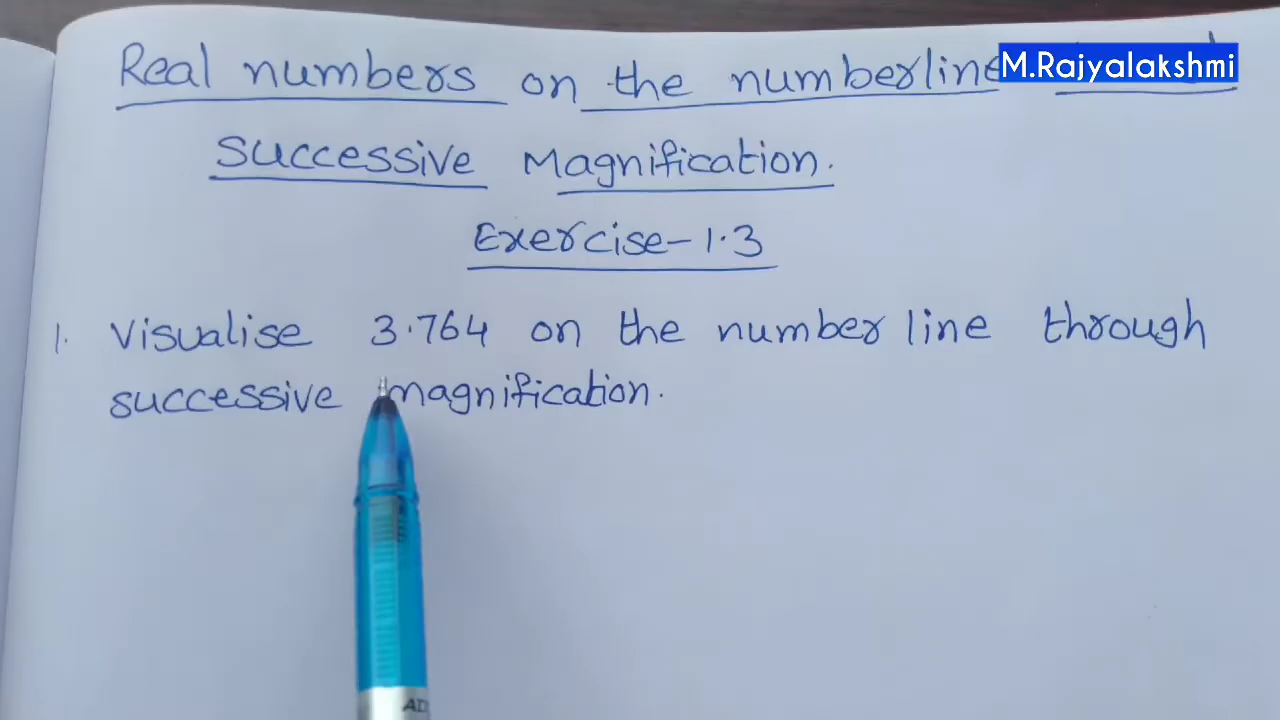 Real numbers on the numberline
M.Rajyalakshmi
Successive Magnification.
Exercise-1.3
1. Visualise 3.764 on the number line through
successive magnification.
AD